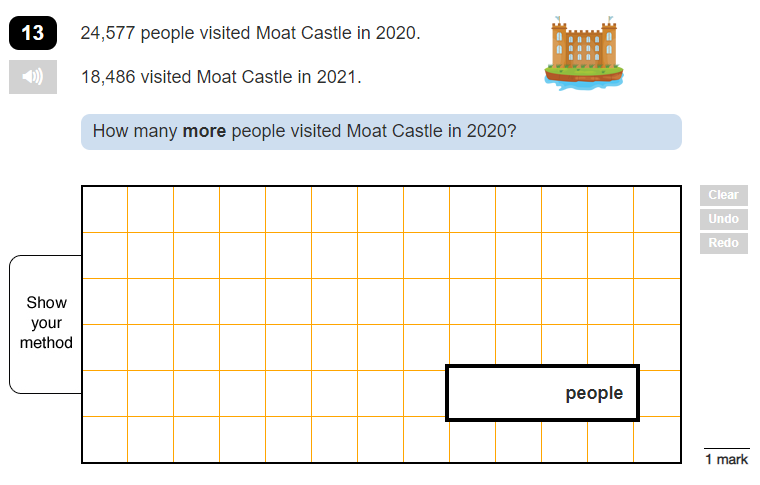 13 24,577 people visited Moat Castle in 2020.
18,486 visited Moat Castle in 2021.
How many more people visited Moat Castle in 2020?
Clear
Undo
Redo
Show
your
method
people
1 mark